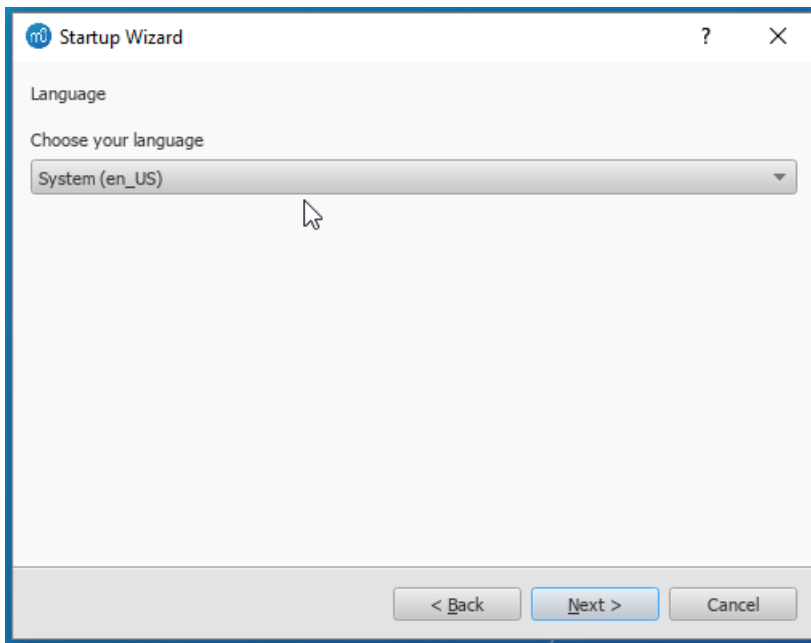 Startup Wizard
Language
Choose your language
System (en_US)
< Back Next > Cancel